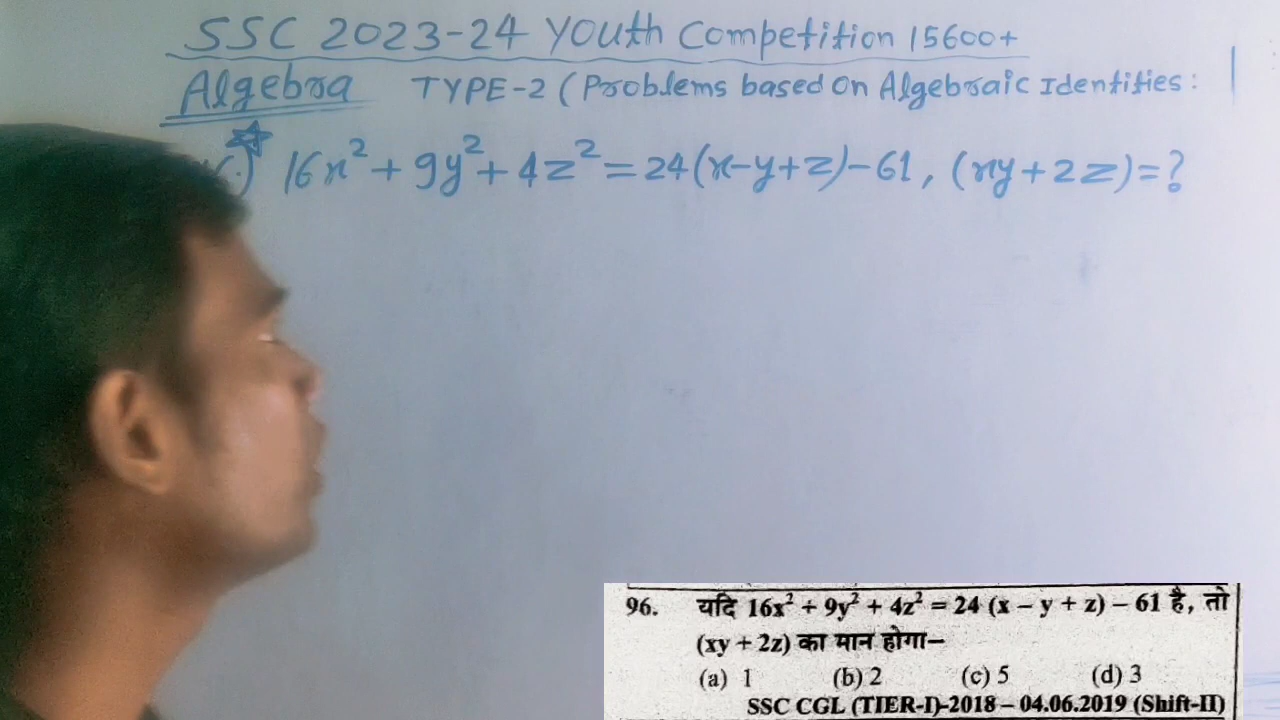 SSC 2023-24 Youth Competition 15600+
Algebra TYPE-2 (Problems based on Algebraic Identities:
16x² + 9y² + 4z² = 24(x-y+z)-61, (xy+2z)=?
96. यदि 16x² + 9y² + 4z² = 24 (x – y + z) – 61 है, तो
(xy + 2z) का मान होगा–
(a) 1 (b) 2 (c) 5 (d) 3
SSC CGL (TIER-I)-2018 – 04.06.2019 (Shift-II)